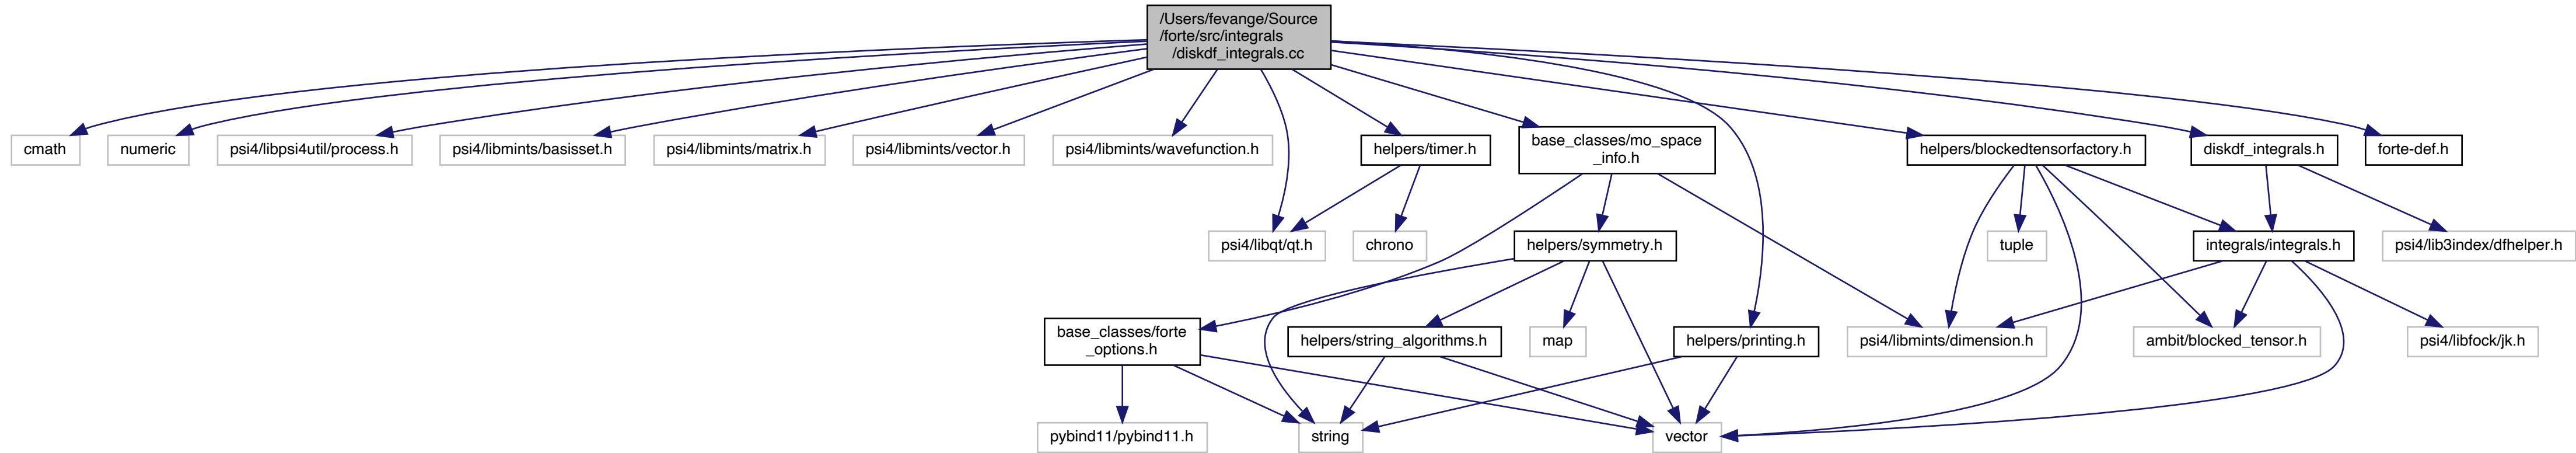 /Users/fevange/Source
/forte/src/integrals
/diskdf_integrals.cc
cmath
numeric
psi4/libpsi4util/process.h
psi4/libmints/basisset.h
psi4/libmints/matrix.h
psi4/libmints/vector.h
psi4/libmints/wavefunction.h
helpers/timer.h
base_classes/mo_space
_info.h
helpers/blockedtensorfactory.h
diskdf_integrals.h
forte-def.h
psi4/libqt/qt.h
chrono
helpers/symmetry.h
tuple
integrals/integrals.h
psi4/lib3index/dfhelper.h
base_classes/forte
_options.h
helpers/string_algorithms.h
map
helpers/printing.h
psi4/libmints/dimension.h
ambit/blocked_tensor.h
psi4/libfock/jk.h
pybind11/pybind11.h
string
vector